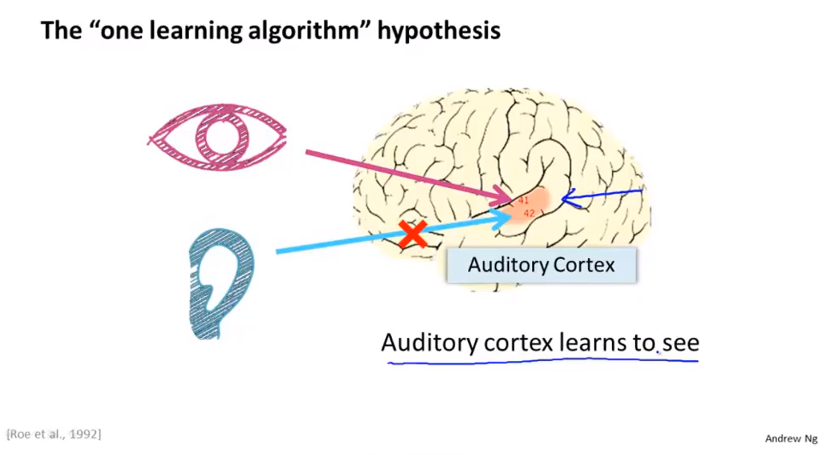 The “one learning algorithm” hypothesis
41
42
Auditory Cortex
Auditory cortex learns to see
[Roe et al., 1992]
Andrew Ng